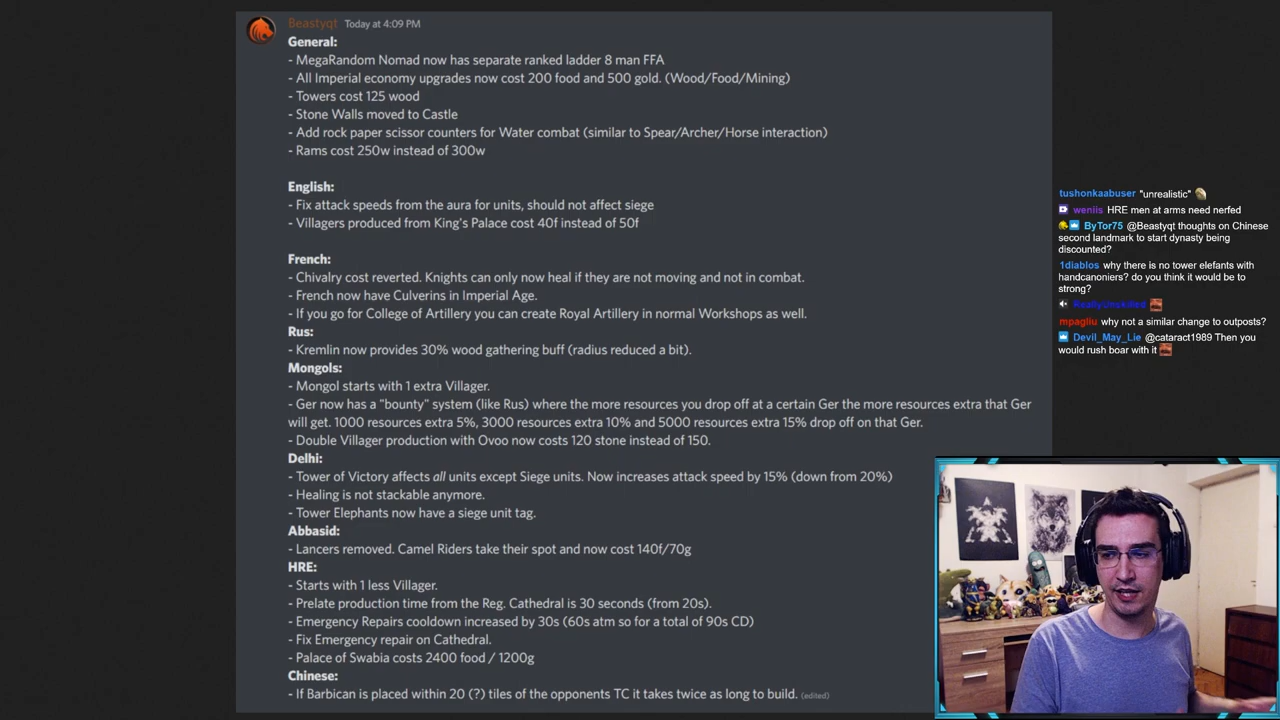 Beastyqt Today at 4:09 PM
General:
- MegaRandom Nomad now has separate ranked ladder 8 man FFA
- All Imperial economy upgrades now cost 200 food and 500 gold. (Wood/Food/Mining)
- Towers cost 125 wood
- Stone Walls moved to Castle
- Add rock paper scissor counters for Water combat (similar to Spear/Archer/Horse interaction)
- Rams cost 250w instead of 300w
English:
- Fix attack speeds from the aura for units, should not affect siege
- Villagers produced from King's Palace cost 40f instead of 50f
French:
- Chivalry cost reverted. Knights can only now heal if they are not moving and not in combat.
- French now have Culverins in Imperial Age.
- If you go for College of Artillery you can create Royal Artillery in normal Workshops as well.
Rus:
- Kremlin now provides 30% wood gathering buff (radius reduced a bit).
Mongols:
- Mongol starts with 1 extra Villager.
- Ger now has a "bounty" system (like Rus) where the more resources you drop off at a certain Ger the more resources extra that Ger
will get. 1000 resources extra 5%, 3000 resources extra 10% and 5000 resources extra 15% drop off on that Ger.
- Double Villager production with Ovoo now costs 120 stone instead of 150.
Delhi:
- Tower of Victory affects all units except Siege units. Now increases attack speed by 15% (down from 20%)
- Healing is not stackable anymore.
- Tower Elephants now have a siege unit tag.
Abbasid:
- Lancers removed. Camel Riders take their spot and now cost 140f/70g
HRE:
- Starts with 1 less Villager.
- Prelate production time from the Reg. Cathedral is 30 seconds (from 20s).
- Emergency Repairs cooldown increased by 30s (60s atm so for a total of 90s CD)
- Fix Emergency repair on Cathedral.
- Palace of Swabia costs 2400 food / 1200g
Chinese:
- If Barbican is placed within 20 (?) tiles of the opponents TC it takes twice as long to build. (edited)
tushonkaabuser "unrealistic"
weniis HRE men at arms need nerfed
ByTor75 @Beastyqt thoughts on Chinese
second landmark to start dynasty being
discounted?
1diablos why there is no tower elefants with
handcanoniers? do you think it would be to
strong?
mpagliu why not a similar change to outposts?
Devil_May_Lie @cataract1989 Then you
would rush boar with it